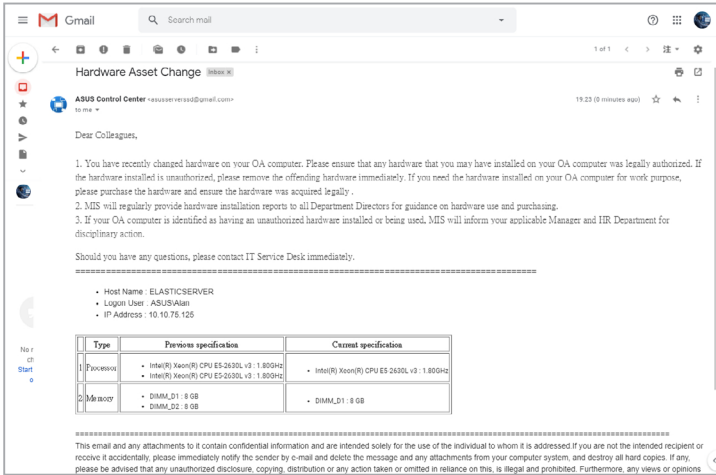 Gmail
Search mail
1 of 1
注
Hardware Asset Change Inbox ×
ASUS Control Center <asusserverssd@gmail.com>
19:23 (0 minutes ago)
to me
Dear Colleagues,
1. You have recently changed hardware on your OA computer. Please ensure that any hardware that you may have installed on your OA computer was legally authorized. If
the hardware installed is unauthorized, please remove the offending hardware immediately. If you need the hardware installed on your OA computer for work purpose,
please purchase the hardware and ensure the hardware was acquired legally .
2. MIS will regularly provide hardware installation reports to all Department Directors for guidance on hardware use and purchasing.
3. If your OA computer is identified as having an unauthorized hardware installed or being used, MIS will inform your applicable Manager and HR Department for
disciplinary action.
Should you have any questions, please contact IT Service Desk immediately.
• Host Name : ELASTICSERVER
• Logon User : ASUS\Alan
• IP Address : 10.10.75.125
Type Previous specification Current specification
1 Processor • Intel(R) Xeon(R) CPU E5-2630L v3 : 1.80GHz • Intel(R) Xeon(R) CPU E5-2630L v3 : 1.80GHz
• Intel(R) Xeon(R) CPU E5-2630L v3 : 1.80GHz
2 Memory • DIMM_D1 : 8 GB • DIMM_D1 : 8 GB
• DIMM_D2 : 8 GB
No r
ch
Start
o
This email and any attachments to it contain confidential information and are intended solely for the use of the individual to whom it is addressed.If you are not the intended recipient or
receive it accidentally, please immediately notify the sender by e-mail and delete the message and any attachments from your computer system, and destroy all hard copies. If any,
please be advised that any unauthorized disclosure, copying, distribution or any action taken or omitted in reliance on this, is illegal and prohibited. Furthermore, any views or opinions